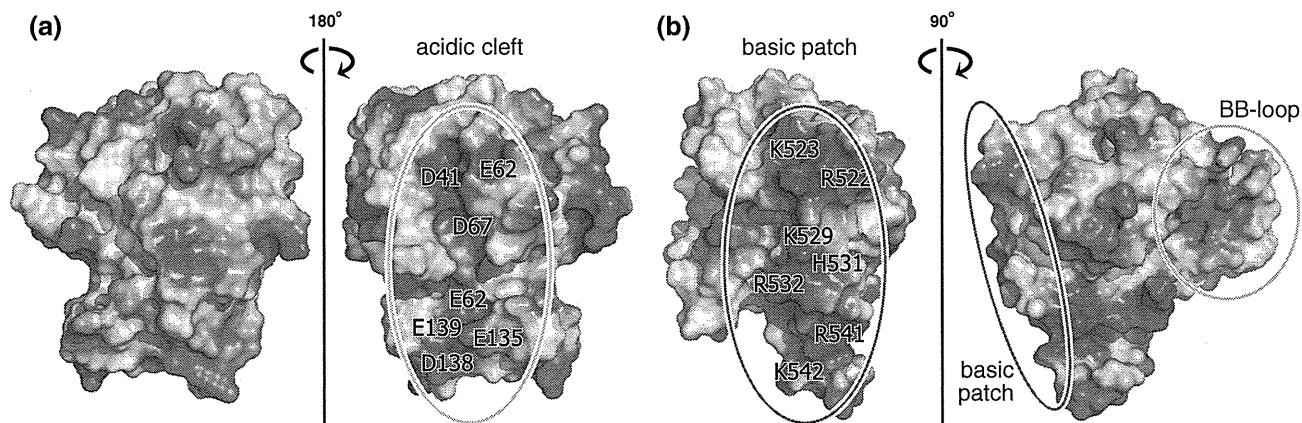 (a)
180°
acidic cleft
D41
E62
D67
E62
E139
E135
D138
(b)
basic patch
K523
R522
K529
H531
R532
R541
K542
90°
BB-loop
basic
patch